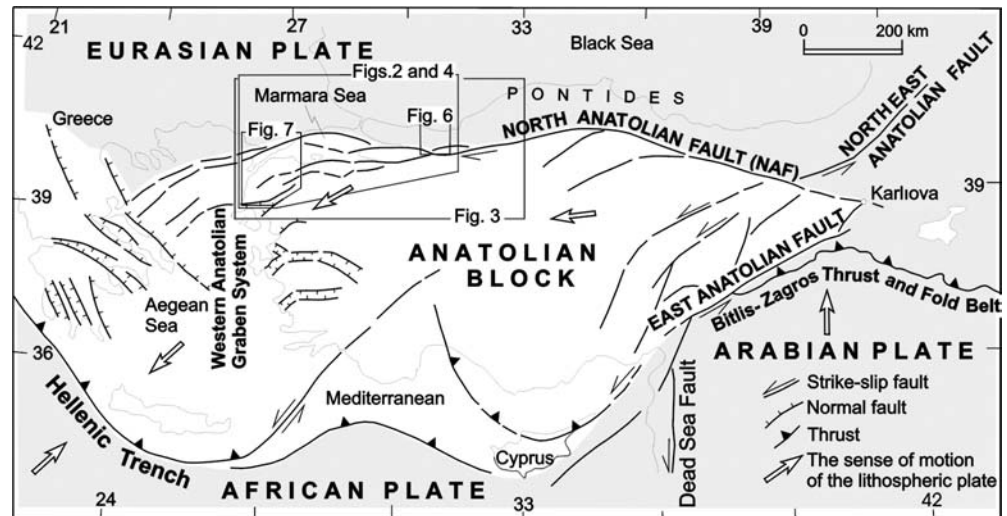 21
27
33
39
42
EURASIAN PLATE
Black Sea
0 200 km
Figs.2 and 4
Marmara Sea
PONTIDES
Greece
Fig. 7
Fig. 6
NORTH ANATOLIAN FAULT (NAF)
NORTH EAST
ANATOLIAN FAULT
39
39
Karlıova
Fig. 3
ANATOLIAN
BLOCK
EAST ANATOLIAN FAULT
Bitlis-Zagros Thrust and Fold Belt
Western Anatolian
Graben System
Aegean
Sea
36
ARABIAN PLATE
Hellenic Trench
Mediterranean
Cyprus
Dead Sea Fault
Strike-slip fault
Normal fault
Thrust
The sense of motion
of the lithospheric plate
AFRICAN PLATE
24
33
42